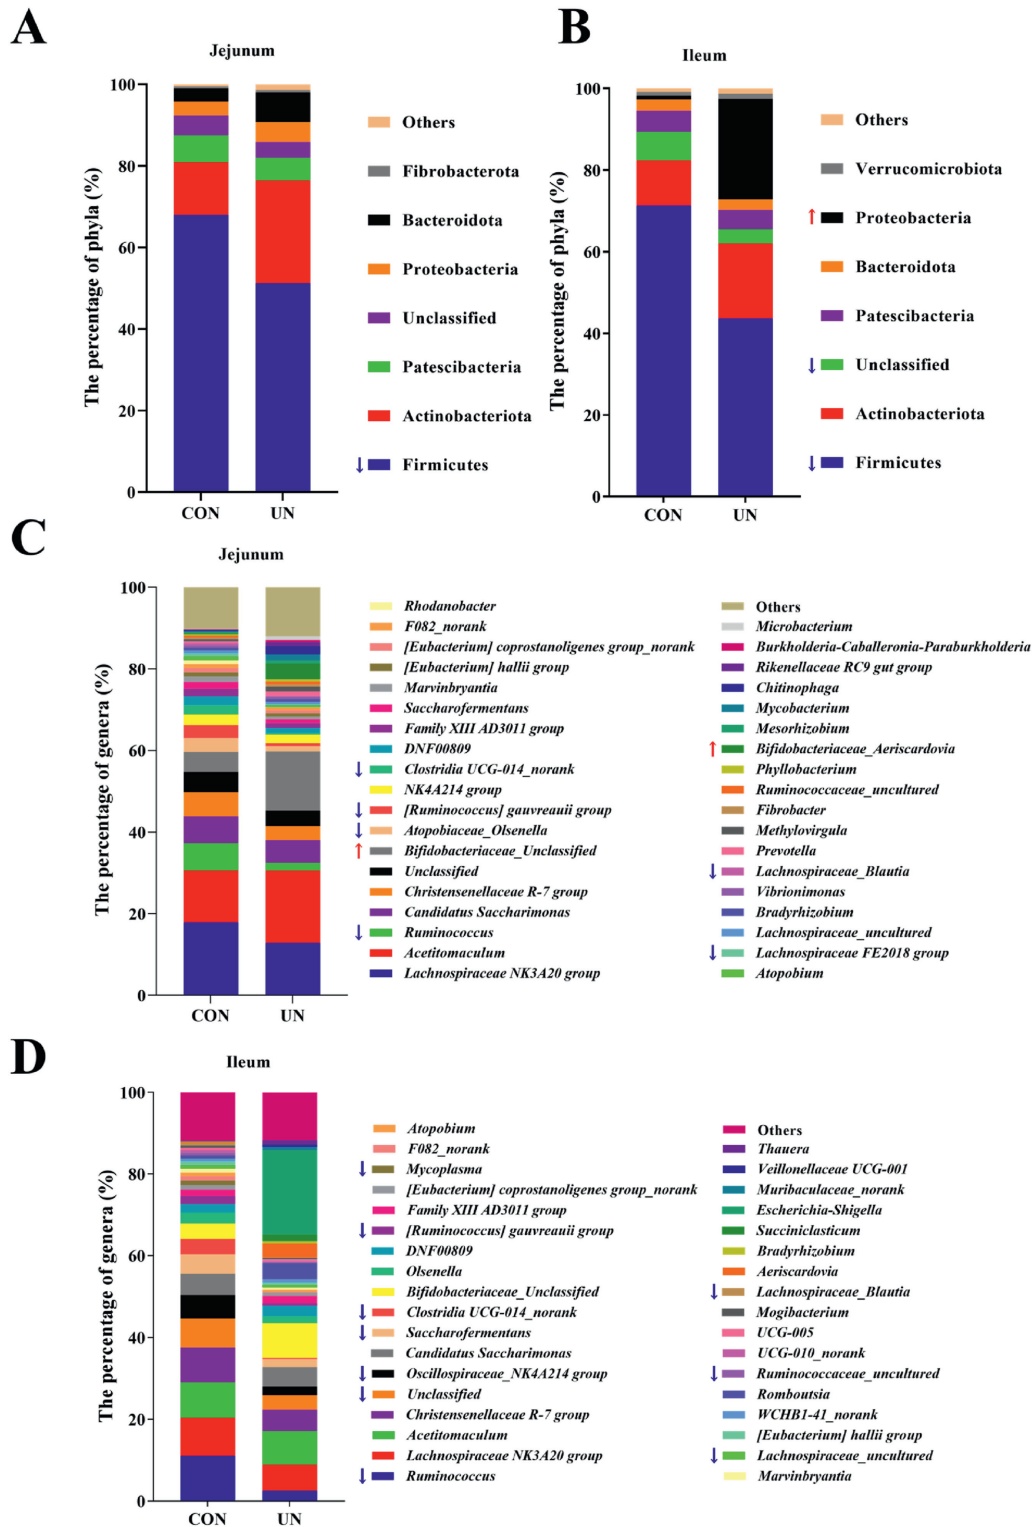 A
Jejunum
The percentage of phyla (%)
100
80
60
40
20
0
CON UN
Others
Fibrobacterota
Bacteroidota
Proteobacteria
Unclassified
Patescibacteria
Actinobacteriota
↓ Firmicutes
B
Ileum
The percentage of phyla (%)
100
80
60
40
20
0
CON UN
Others
Verrucomicrobiota
↑ Proteobacteria
Bacteroidota
Patescibacteria
↓ Unclassified
Actinobacteriota
↓ Firmicutes
C
Jejunum
The percentage of genera (%)
100
80
60
40
20
0
CON UN
Rhodanobacter
F082_norank
[Eubacterium] coprostanoligenes group_norank
[Eubacterium] hallii group
Marvinbryantia
Saccharofermentans
Family XIII AD3011 group
DNF00809
↓ Clostridia UCG-014_norank
NK4A214 group
↓ [Ruminococcus] gauvreauii group
↓ Atopobiaceae_Olsenella
↑ Bifidobacteriaceae_Unclassified
Unclassified
Christensenellaceae R-7 group
Candidatus Saccharimonas
↓ Ruminococcus
Acetitomaculum
Lachnospiraceae NK3A20 group
Others
Microbacterium
Burkholderia-Caballeronia-Paraburkholderia
Rikenellaceae RC9 gut group
Chitinophaga
Mycobacterium
Mesorhizobium
↑ Bifidobacteriaceae_Aeriscardovia
Phyllobacterium
Ruminococcaceae_uncultured
Fibrobacter
Methylovirgula
Prevotella
↓ Lachnospiraceae_Blautia
Vibrionimonas
Bradyrhizobium
Lachnospiraceae_uncultured
↓ Lachnospiraceae FE2018 group
Atopobium
D
Ileum
The percentage of genera (%)
100
80
60
40
20
0
CON UN
Atopobium
F082_norank
↓ Mycoplasma
[Eubacterium] coprostanoligenes group_norank
Family XIII AD3011 group
↓ [Ruminococcus] gauvreauii group
DNF00809
Olsenella
Bifidobacteriaceae_Unclassified
↓ Clostridia UCG-014_norank
↓ Saccharofermentans
Candidatus Saccharimonas
↓ Oscillospiraceae_NK4A214 group
↓ Unclassified
Christensenellaceae R-7 group
Acetitomaculum
Lachnospiraceae NK3A20 group
↓ Ruminococcus
Others
Thauera
Veillonellaceae UCG-001
Muribaculaceae_norank
Escherichia-Shigella
Succiniclasticum
Bradyrhizobium
Aeriscardovia
↓ Lachnospiraceae_Blautia
Mogibacterium
UCG-005
UCG-010_norank
↓ Ruminococcaceae_uncultured
Romboutsia
WCHB1-41_norank
[Eubacterium] hallii group
↓ Lachnospiraceae_uncultured
Marvinbryantia